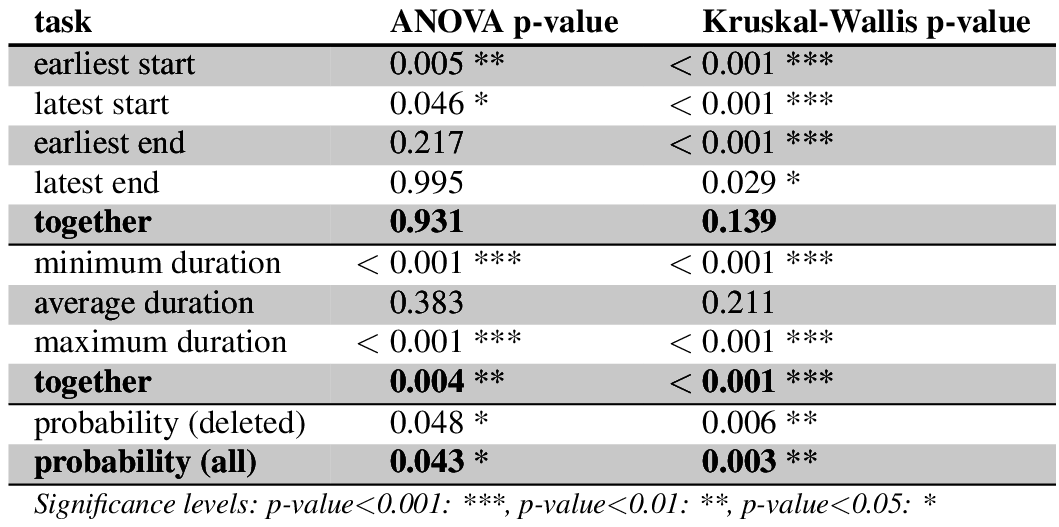 task ANOVA p-value Kruskal-Wallis p-value
earliest start 0.005 ** < 0.001 ***
latest start 0.046 * < 0.001 ***
earliest end 0.217 < 0.001 ***
latest end 0.995 0.029 *
together 0.931 0.139
minimum duration < 0.001 *** < 0.001 ***
average duration 0.383 0.211
maximum duration < 0.001 *** < 0.001 ***
together 0.004 ** < 0.001 ***
probability (deleted) 0.048 * 0.006 **
probability (all) 0.043 * 0.003 **
Significance levels: p-value<0.001: ***, p-value<0.01: **, p-value<0.05: *